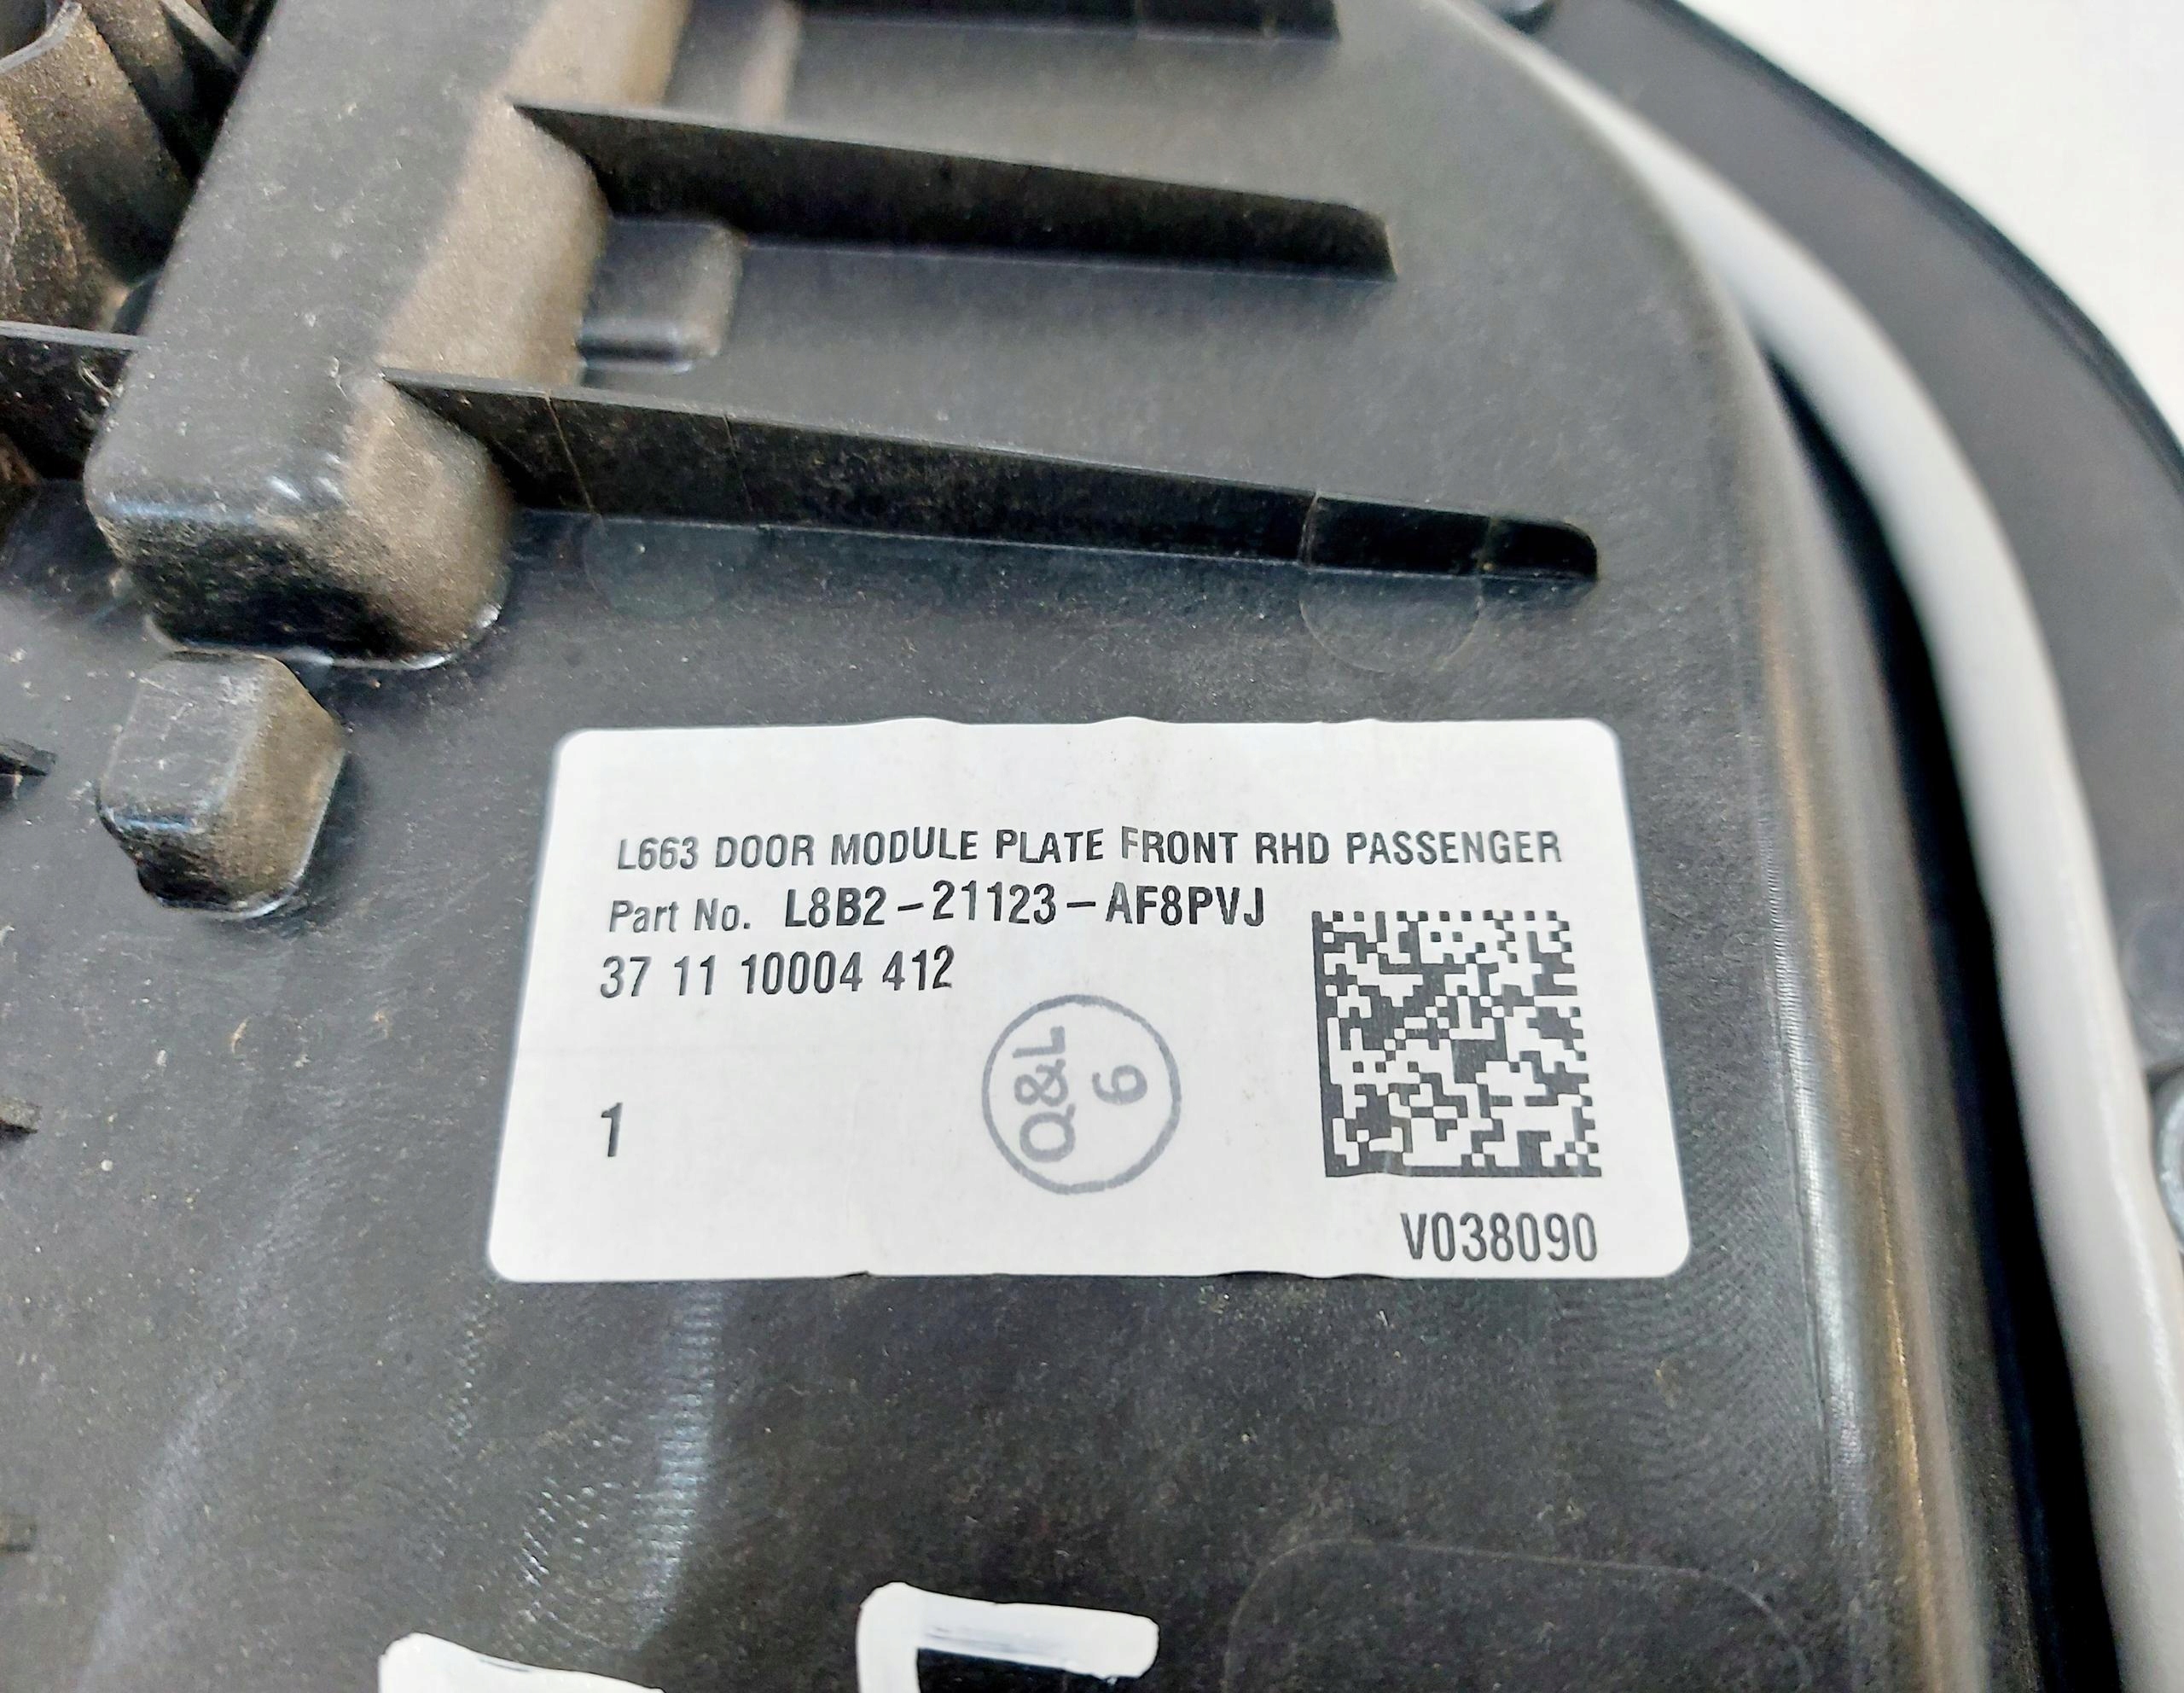 L663 DOOR MODULE PLATE FRONT RHD PASSENGER
Part No. L8B2-21123-AF8PVJ
37 11 10004 412
1
Q&L
6
V038090